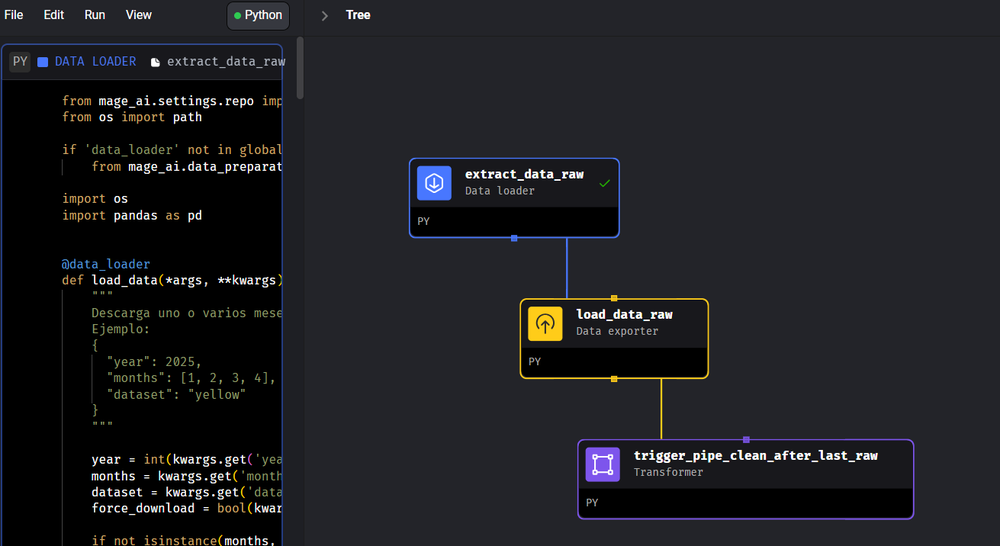 File Edit Run View Python
Tree
PY DATA LOADER extract_data_raw
from mage_ai.settings.repo imp
from os import path
if 'data_loader' not in global
from mage_ai.data_preparat
import os
import pandas as pd
@data_loader
def load_data(*args, **kwargs)
"""
Descarga uno o varios mese
Ejemplo:
{
"year": 2025,
"months": [1, 2, 3, 4],
"dataset": "yellow"
}
"""
year = int(kwargs.get('yea
months = kwargs.get('month
dataset = kwargs.get('data
force_download = bool(kwar
if not isinstance(months,
extract_data_raw
Data loader
PY
load_data_raw
Data exporter
PY
trigger_pipe_clean_after_last_raw
Transformer
PY